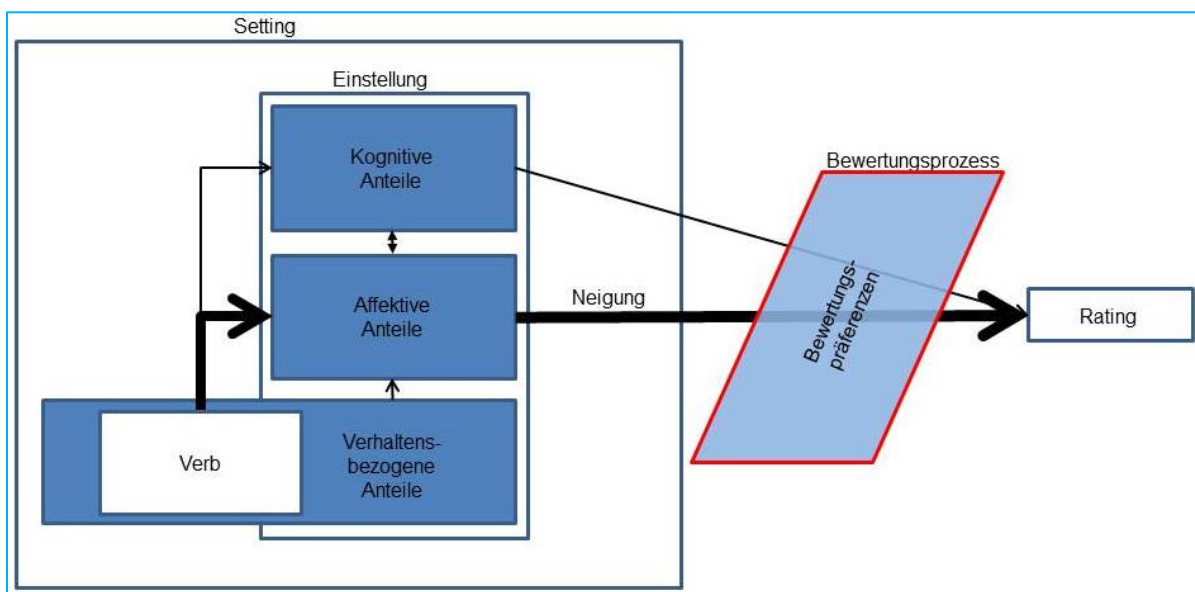 Setting
Einstellung
Kognitive
Anteile
Bewertungsprozess
Affektive
Anteile
Neigung
Bewertungs-
präferenzen
Rating
Verb
Verhaltens-
bezogene
Anteile